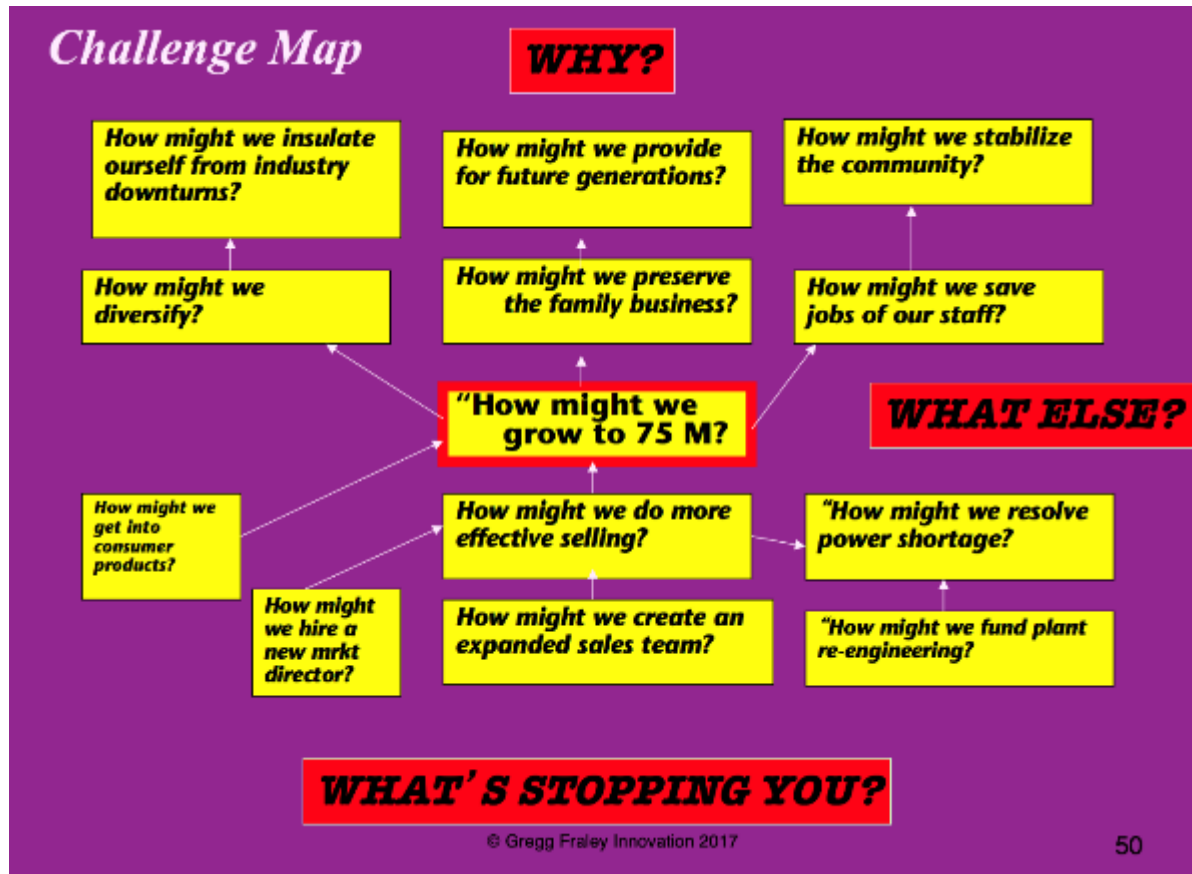 Challenge Map
WHY?
How might we insulate
ourself from industry
downturns?
How might we provide
for future generations?
How might we stabilize
the community?
How might we
diversify?
How might we preserve
the family business?
How might we save
jobs of our staff?
"How might we
grow to 75 M?
WHAT ELSE?
How might we
get into
consumer
products?
How might we do more
effective selling?
"How might we resolve
power shortage?
How might
we hire a
new mrkt
director?
How might we create an
expanded sales team?
"How might we fund plant
re-engineering?
WHAT'S STOPPING YOU?
© Gregg Fraley Innovation 2017
50